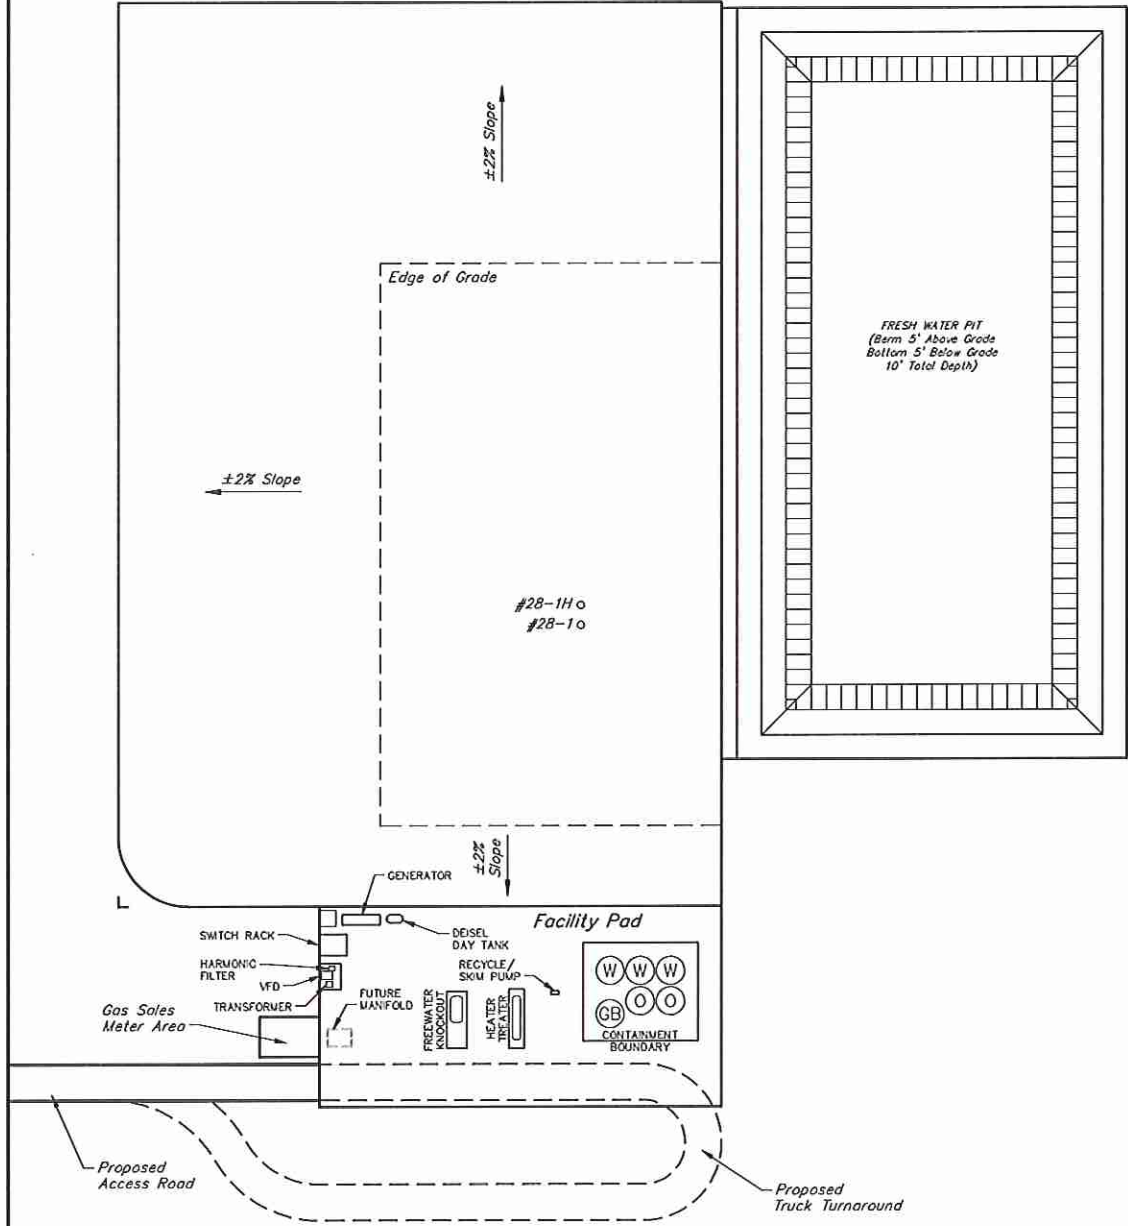 ±2% Slope
Edge of Grade
FRESH WATER PIT
(Berm 5' Above Grade
Bottom 5' Below Grade
10' Total Depth)
±2% Slope
#28-1H
#28-1
±2%
Slope
GENERATOR
Facility Pad
DEISEL
DAY TANK
SWITCH RACK
HARMONIC
FILTER
VFD
TRANSFORMER
RECYCLE/
SKIM PUMP
W W W
O O
GB
FUTURE
MANIFOLD
FREEWATER
KNOCKOUT
HEATER
TREATER
CONTAINMENT
BOUNDARY
Gas Sales
Meter Area
Proposed
Access Road
Proposed
Truck Turnaround